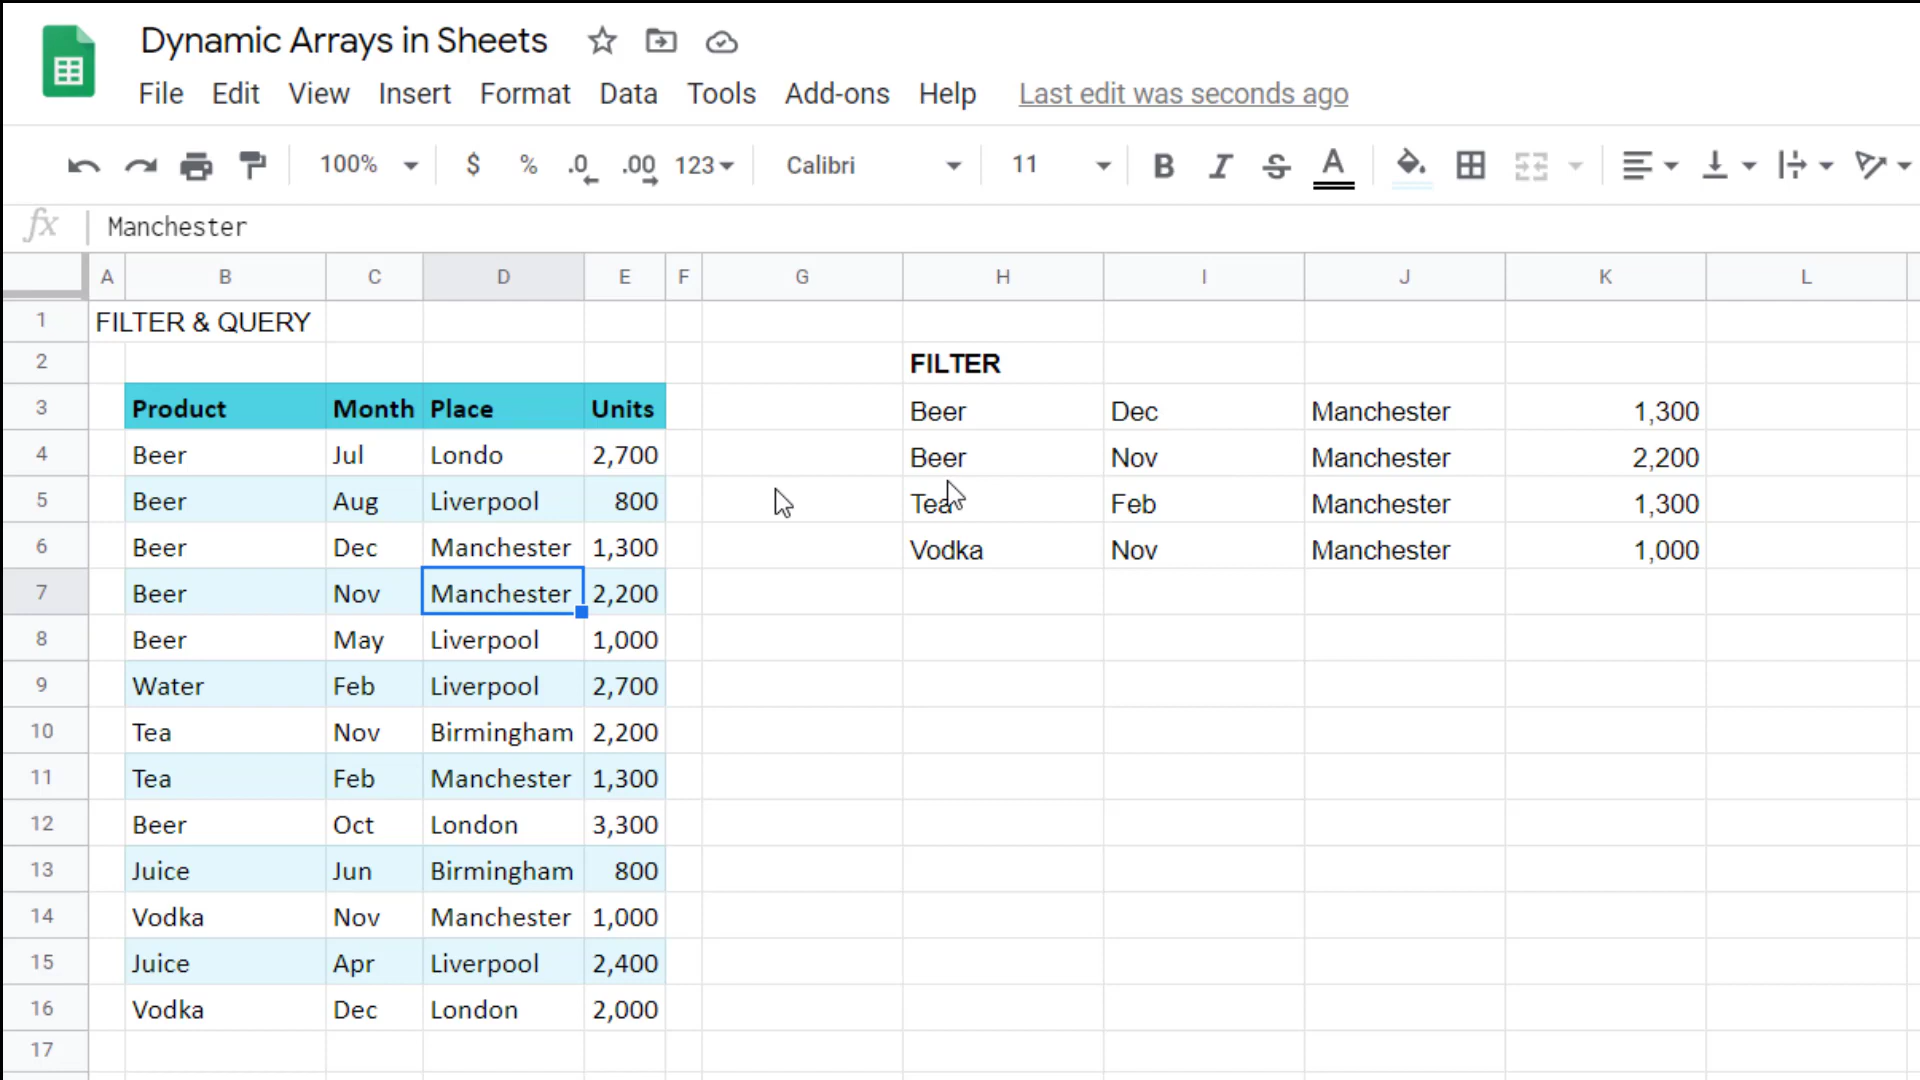 Dynamic Arrays in Sheets
File Edit View Insert Format Data Tools Add-ons Help Last edit was seconds ago
100% $ % .0 .00 123 Calibri 11 B I S A
fx Manchester
A B C D E F G H I J K L
1 FILTER & QUERY
2 FILTER
3 Product Month Place Units Beer Dec Manchester 1,300
4 Beer Jul Londo 2,700 Beer Nov Manchester 2,200
5 Beer Aug Liverpool 800 Tea Feb Manchester 1,300
6 Beer Dec Manchester 1,300 Vodka Nov Manchester 1,000
7 Beer Nov Manchester 2,200
8 Beer May Liverpool 1,000
9 Water Feb Liverpool 2,700
10 Tea Nov Birmingham 2,200
11 Tea Feb Manchester 1,300
12 Beer Oct London 3,300
13 Juice Jun Birmingham 800
14 Vodka Nov Manchester 1,000
15 Juice Apr Liverpool 2,400
16 Vodka Dec London 2,000
17